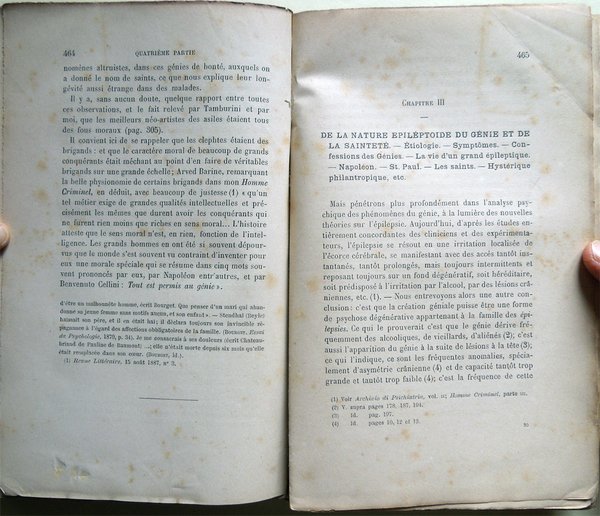 464 QUATRIÈME PARTIE
nomènes altruistes, dans ces génies de bonté, auxquels on
a donné le nom de saints, ce que nous explique leur lon-
gévité aussi étrange dans des malades.
Il y a, sans aucun doute, quelque rapport entre toutes
ces observations, et le fait relevé par Tamburini et par
moi, que les meilleurs néo-artistes des asiles étaient tous
des fous moraux (pag. 305).
Il convient ici de se rappeler que les clephtes étaient des
brigands : et que le caractère moral de beaucoup de grands
conquérants était méchant au point d'en faire de véritables
brigands sur une grande échelle; Arved Barine, remarquant
la belle physionomie de certains brigands dans mon Homme
Criminel, en déduit, avec beaucoup de justesse (1) « qu'un
tel métier exige de grandes qualités intellectuelles et pré-
cisément les mêmes que durent avoir les conquérants qui
ne furent rien moins que riches en sens moral... L'histoire
atteste que le sens moral n'est, en rien, fonction de l'intel-
ligence. Les grands hommes en ont été si souvent dépour-
vus que le monde s'est souvent vu contraint d'inventer pour
eux une morale spéciale qui se résume dans cinq mots sou-
vent prononcés par eux, par Napoléon entr'autres, et par
Benvenuto Cellini : Tout est permis au génie ».
d'être un malhonnête homme, écrit Bourget. Que penser d'un mari qui aban-
donne sa jeune femme sans motifs aucuns, et son enfant ». — Stendhal (Beyle)
haïssait son père, et il en était haï; il déclara toujours son invincible ré-
pugnance à l'égard des affections obligatoires de la famille. (Bourget, Essai
de Psychologie, 1879, p. 34). Je me consacrais à ses douleurs (écrit Chateau-
briand de Pauline de Baumont; ...; elle n'était morte depuis six mois qu'elle
était remplacée dans son cœur. (Bourget, Id.).
(1) Revue Littéraire, 15 août 1887, n° 3.
465
Chapitre III
DE LA NATURE EPILEPTOIDE DU GÉNIE ET DE
LA SAINTETÉ. — Étiologie. — Symptômes. — Con-
fessions des Génies. — La vie d'un grand épileptique.
— Napoléon. — St. Paul. — Les saints. — Hystérique
philantropique, etc.
Mais pénétrons plus profondément dans l'analyse psy-
chique des phénomènes du génie, à la lumière des nouvelles
théories sur l'épilepsie. Aujourd'hui, d'après les études en-
tièrement concordantes des cliniciens et des expérimenta-
teurs, l'épilepsie se résout en une irritation localisée de
l'écorce cérébrale, se manifestant avec des accès tantôt ins-
tantanés, tantôt prolongés, mais toujours intermittents et
reposant toujours sur un fond dégénératif, soit héréditaire,
soit prédisposé à l'irritation par l'alcool, par des lésions crâ-
niennes, etc. (1). — Nous entrevoyons alors une autre con-
clusion : c'est que la création géniale puisse être une forme
de psychose dégénérative appartenant à la famille des épi-
lepsies. Ce qui le prouverait c'est que le génie dérive fré-
quemment des alcooliques, de vieillards, d'aliénés (2); c'est
aussi l'apparition du génie à la suite de lésions à la tête (3);
ce qui l'indique, ce sont les fréquentes anomalies, spéciale-
ment d'asymétrie crânienne (4) et de capacité tantôt trop
grande et tantôt trop faible (4); c'est la fréquence de cette
(1) Voir Archivio di Psichiatria, vol. II; Homme Criminel, parte III.
(2) V. supra pages 178, 187, 194.
(3) Id. pag. 197.
(4) Id. pages 10, 12 et 13.